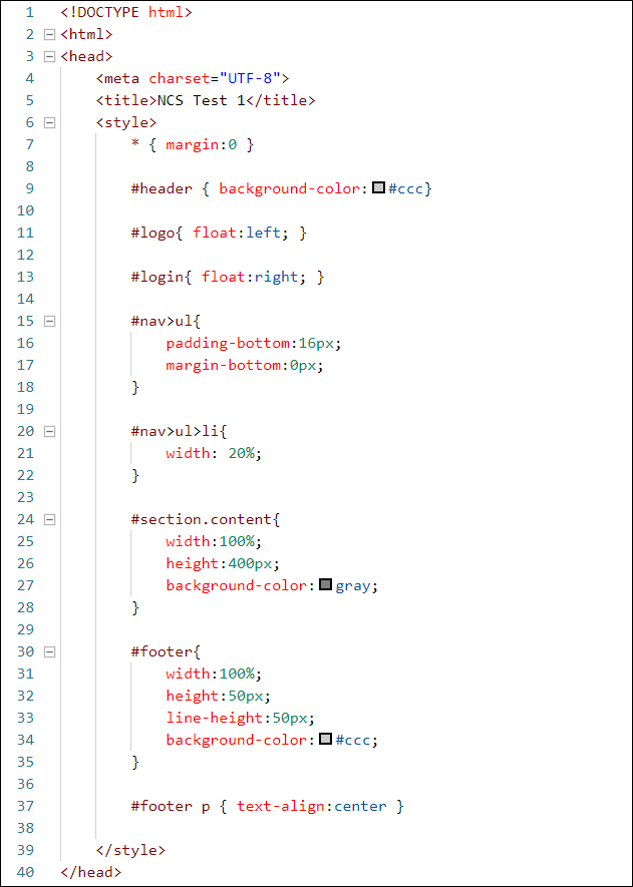 1 <!DOCTYPE html>
2 <html>
3 <head>
4 <meta charset="UTF-8">
5 <title>NCS Test 1</title>
6 <style>
7 * { margin:0 }
8
9 #header { background-color:#ccc}
10
11 #logo{ float:left; }
12
13 #login{ float:right; }
14
15 #nav>ul{
16 padding-bottom:16px;
17 margin-bottom:0px;
18 }
19
20 #nav>ul>li{
21 width: 20%;
22 }
23
24 #section.content{
25 width:100%;
26 height:400px;
27 background-color:gray;
28 }
29
30 #footer{
31 width:100%;
32 height:50px;
33 line-height:50px;
34 background-color:#ccc;
35 }
36
37 #footer p { text-align:center }
38
39 </style>
40 </head>